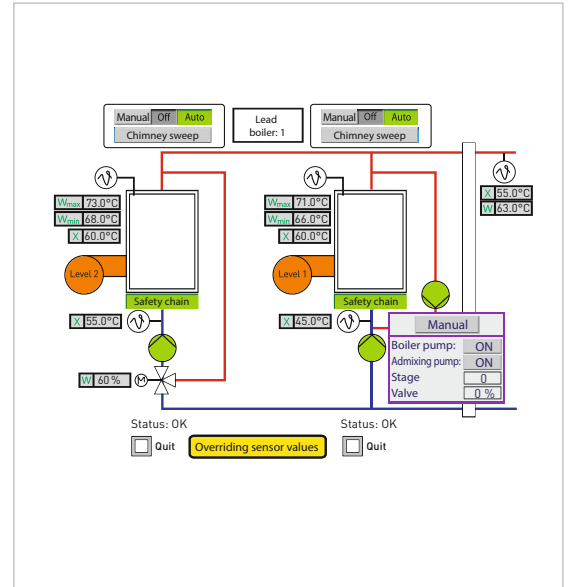 Manual Off Auto
Chimney sweep
Lead
boiler: 1
Manual Off Auto
Chimney sweep
Wmax 73.0°C
Wmin 68.0°C
X 60.0°C
Wmax 71.0°C
Wmin 66.0°C
X 60.0°C
X 55.0°C
W 63.0°C
Level 2
Level 1
Safety chain
Safety chain
X 55.0°C
X 45.0°C
Manual
Boiler pump: ON
Admixing pump: ON
Stage 0
Valve 0 %
W 60 %
M
Status: OK
Status: OK
Quit
Overriding sensor values
Quit